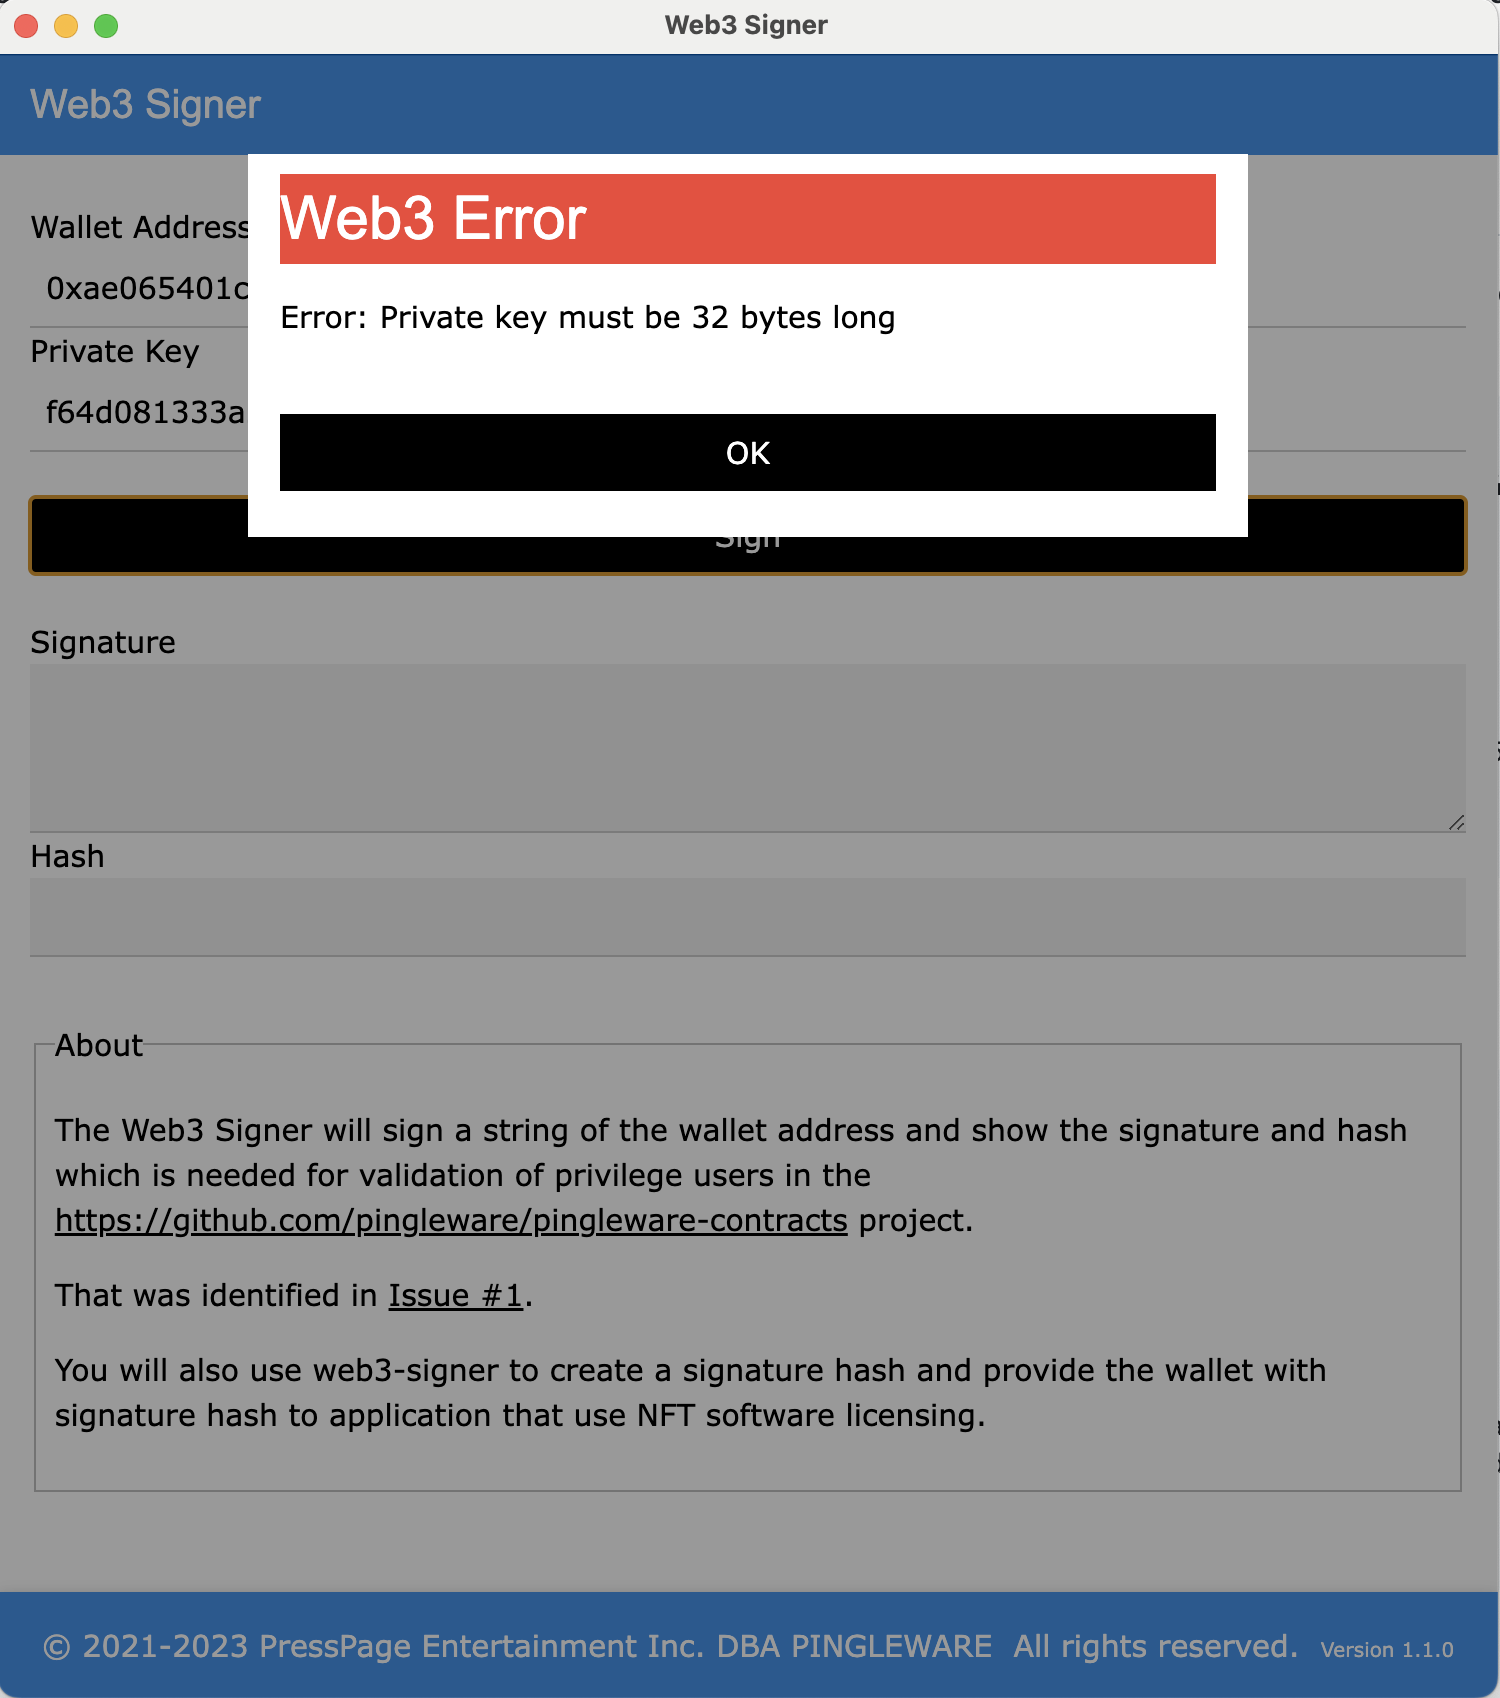 Web3 Signer
Web3 Signer
Web3 Error
Wallet Address
0xae065401c
Error: Private key must be 32 bytes long
Private Key
f64d081333a
OK
Sign
Signature
Hash
About
The Web3 Signer will sign a string of the wallet address and show the signature and hash
which is needed for validation of privilege users in the
https://github.com/pingleware/pingleware-contracts project.
That was identified in Issue #1.
You will also use web3-signer to create a signature hash and provide the wallet with
signature hash to application that use NFT software licensing.
© 2021-2023 PressPage Entertainment Inc. DBA PINGLEWARE All rights reserved. Version 1.1.0